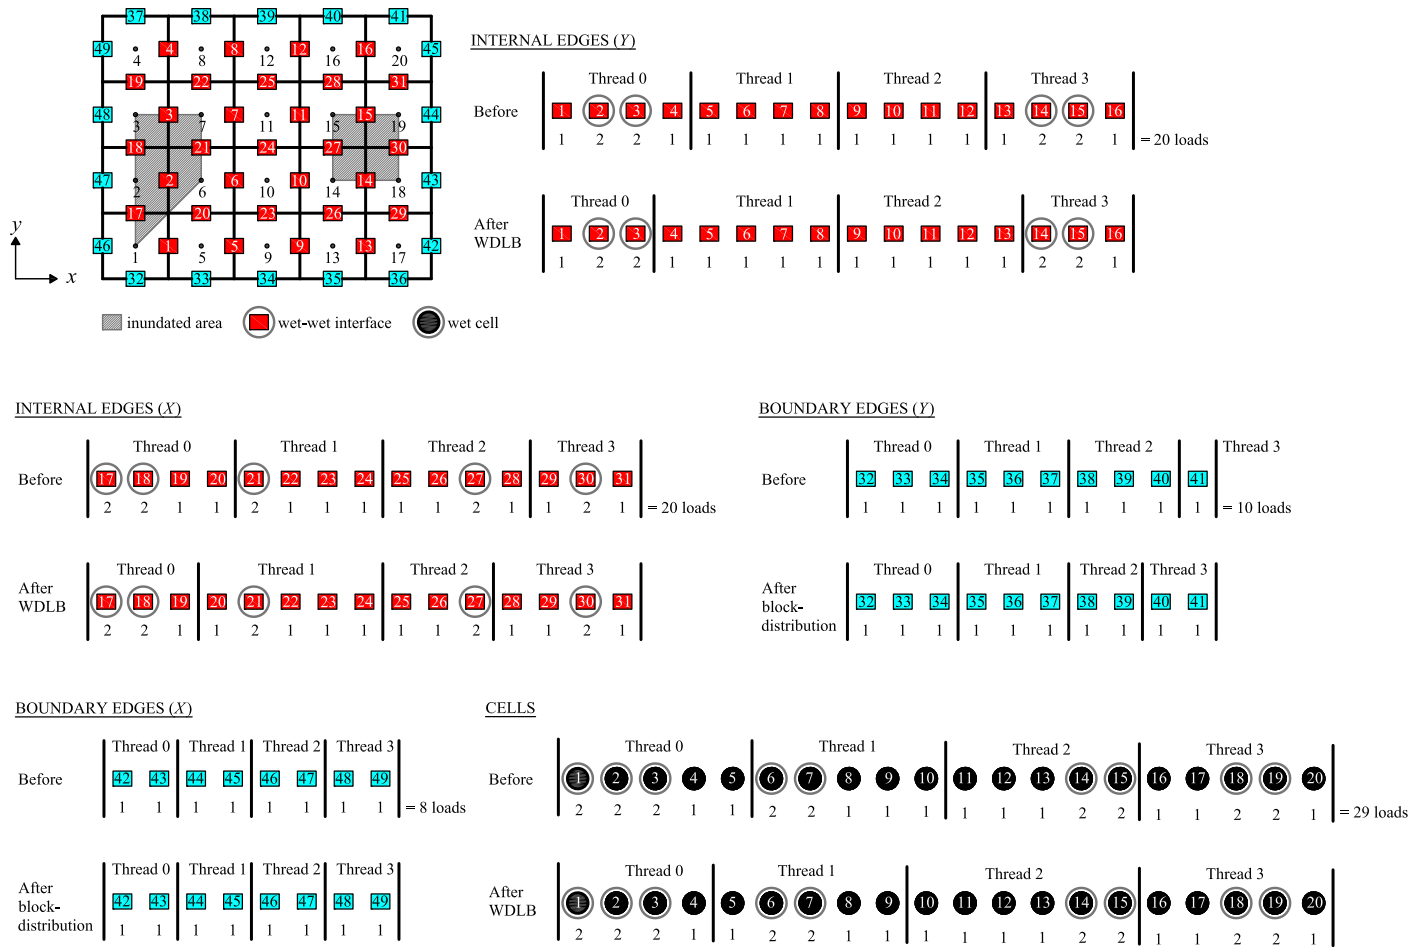 37 38 39 40 41
49 4 8 12 16 45
4 8 12 16 20
19 22 25 28 31
48 3 7 11 15 44
3 7 11 15 19
18 21 24 27 30
47 2 6 10 14 43
2 6 10 14 18
17 20 23 26 29
46 1 5 9 13 42
1 5 9 13 17
32 33 34 35 36
y
x
inundated area wet-wet interface wet cell
INTERNAL EDGES (Y)
Thread 0 Thread 1 Thread 2 Thread 3
Before 1 2 3 4 5 6 7 8 9 10 11 12 13 14 15 16
1 2 2 1 1 1 1 1 1 1 1 1 1 2 2 1 = 20 loads
Thread 0 Thread 1 Thread 2 Thread 3
After
WDLB
1 2 3 4 5 6 7 8 9 10 11 12 13 14 15 16
1 2 2 1 1 1 1 1 1 1 1 1 1 2 2 1
INTERNAL EDGES (X)
Thread 0 Thread 1 Thread 2 Thread 3
Before 17 18 19 20 21 22 23 24 25 26 27 28 29 30 31
2 2 1 1 2 1 1 1 1 1 2 1 1 2 1 = 20 loads
Thread 0 Thread 1 Thread 2 Thread 3
After
WDLB
17 18 19 20 21 22 23 24 25 26 27 28 29 30 31
2 2 1 1 2 1 1 1 1 1 2 1 1 2 1
BOUNDARY EDGES (Y)
Thread 0 Thread 1 Thread 2 Thread 3
Before 32 33 34 35 36 37 38 39 40 41
1 1 1 1 1 1 1 1 1 1 = 10 loads
Thread 0 Thread 1 Thread 2 Thread 3
After
block-
distribution
32 33 34 35 36 37 38 39 40 41
1 1 1 1 1 1 1 1 1 1
BOUNDARY EDGES (X)
Thread 0 Thread 1 Thread 2 Thread 3
Before 42 43 44 45 46 47 48 49
1 1 1 1 1 1 1 1 = 8 loads
Thread 0 Thread 1 Thread 2 Thread 3
After
block-
distribution
42 43 44 45 46 47 48 49
1 1 1 1 1 1 1 1
CELLS
Thread 0 Thread 1 Thread 2 Thread 3
Before 1 2 3 4 5 6 7 8 9 10 11 12 13 14 15 16 17 18 19 20
2 2 2 1 1 2 2 1 1 1 1 1 1 2 2 1 1 2 2 1 = 29 loads
Thread 0 Thread 1 Thread 2 Thread 3
After
WDLB
1 2 3 4 5 6 7 8 9 10 11 12 13 14 15 16 17 18 19 20
2 2 2 1 1 2 2 1 1 1 1 1 1 2 2 1 1 2 2 1